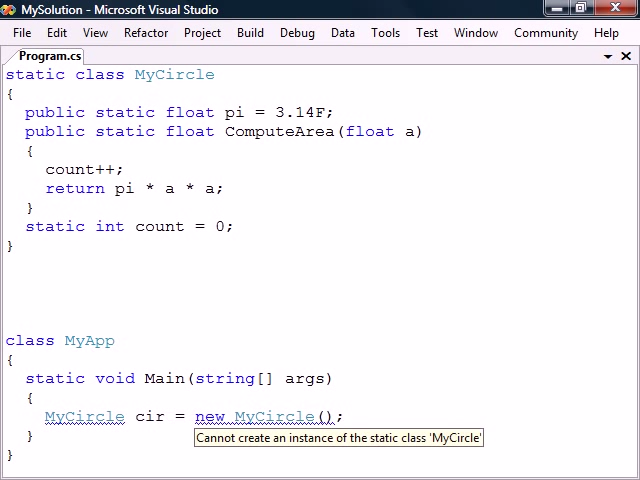 MySolution - Microsoft Visual Studio
File Edit View Refactor Project Build Debug Data Tools Test Window Community Help
Program.cs
static class MyCircle
{
public static float pi = 3.14F;
public static float ComputeArea(float a)
{
count++;
return pi * a * a;
}
static int count = 0;
}
class MyApp
{
static void Main(string[] args)
{
MyCircle cir = new MyCircle();
Cannot create an instance of the static class 'MyCircle'
}
}